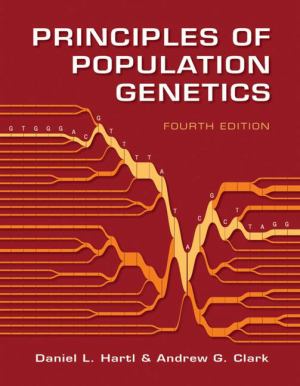 PRINCIPLES OF
POPULATION
GENETICS
FOURTH EDITION
G T G G G A C G T T T T A T A C C G C T T A G G
Daniel L. Hartl & Andrew G. Clark